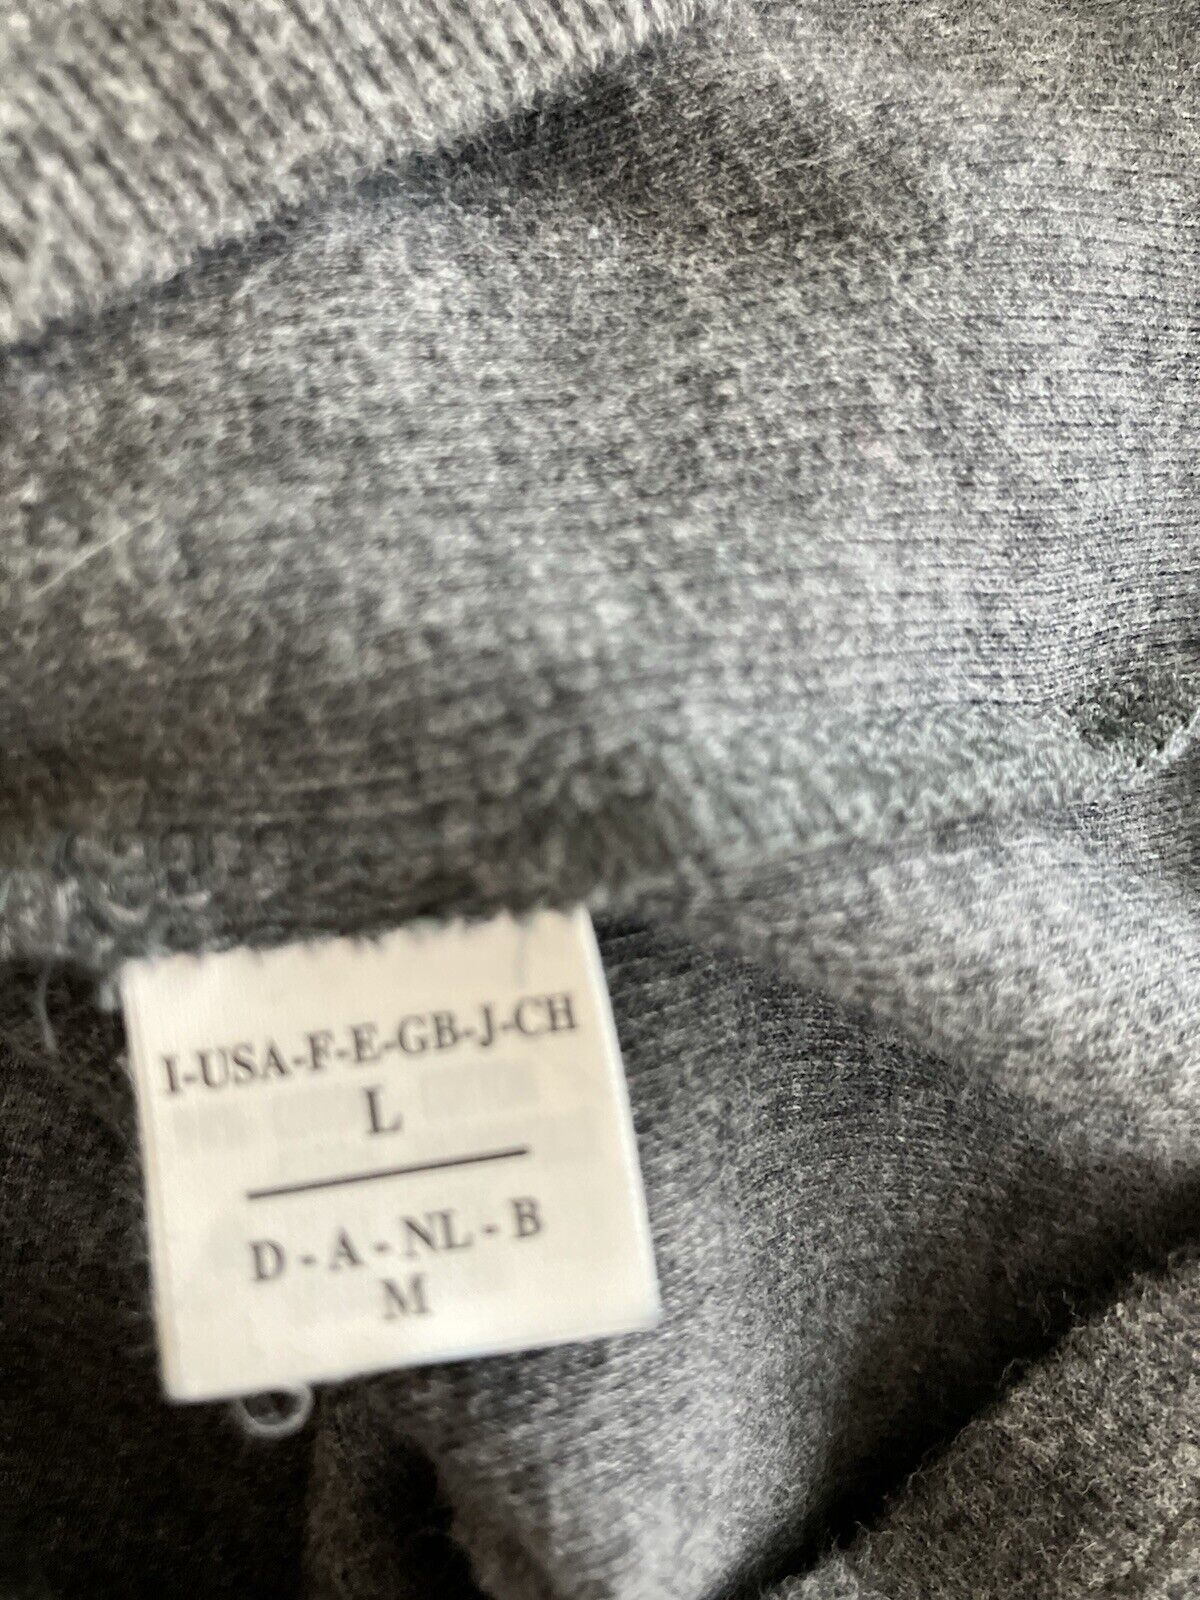 I-USA-F-E-GB-J-CH
L
D - A - NL - B
M